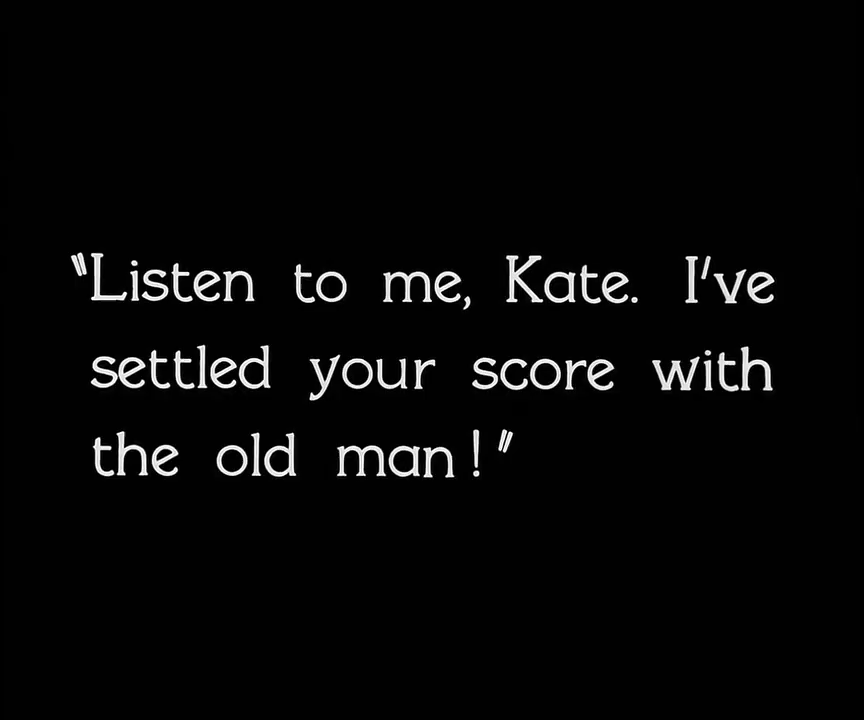 "Listen to me, Kate. I've
settled your score with
the old man!"